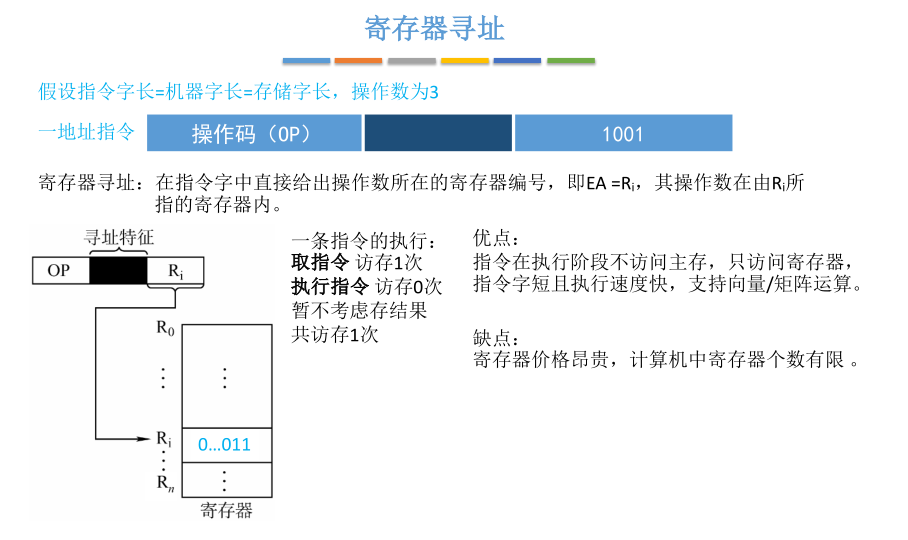 寄存器寻址
假设指令字长=机器字长=存储字长，操作数为3
一地址指令 操作码（OP） 1001
寄存器寻址：在指令字中直接给出操作数所在的寄存器编号，即EA =Ri，其操作数在由Ri所
指的寄存器内。
寻址特征
OP Ri
R0
⋮ ⋮
Ri 0…011
⋮
Rn ⋮
寄存器
一条指令的执行：
取指令 访存1次
执行指令 访存0次
暂不考虑存结果
共访存1次
优点：
指令在执行阶段不访问主存，只访问寄存器，
指令字短且执行速度快，支持向量/矩阵运算。
缺点：
寄存器价格昂贵，计算机中寄存器个数有限 。